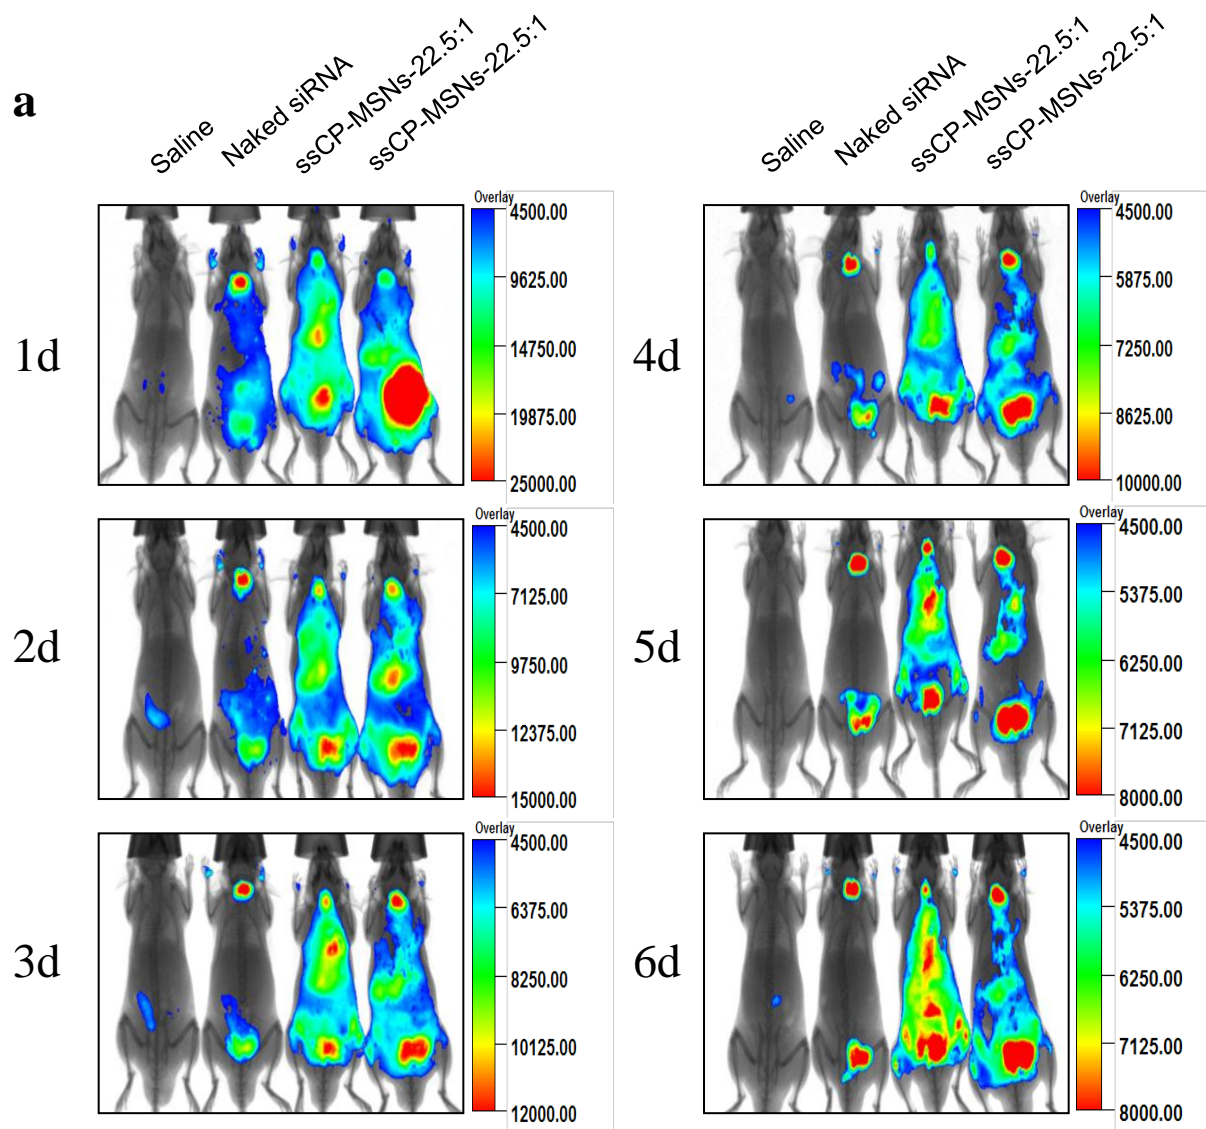 a
Saline
Naked siRNA
ssCP-MSNs-22.5:1
ssCP-MSNs-22.5:1
Saline
Naked siRNA
ssCP-MSNs-22.5:1
ssCP-MSNs-22.5:1
1d
Overlay
4500.00
9625.00
14750.00
19875.00
25000.00
4d
Overlay
4500.00
5875.00
7250.00
8625.00
10000.00
2d
Overlay
4500.00
7125.00
9750.00
12375.00
15000.00
5d
Overlay
4500.00
5375.00
6250.00
7125.00
8000.00
3d
Overlay
4500.00
6375.00
8250.00
10125.00
12000.00
6d
Overlay
4500.00
5375.00
6250.00
7125.00
8000.00